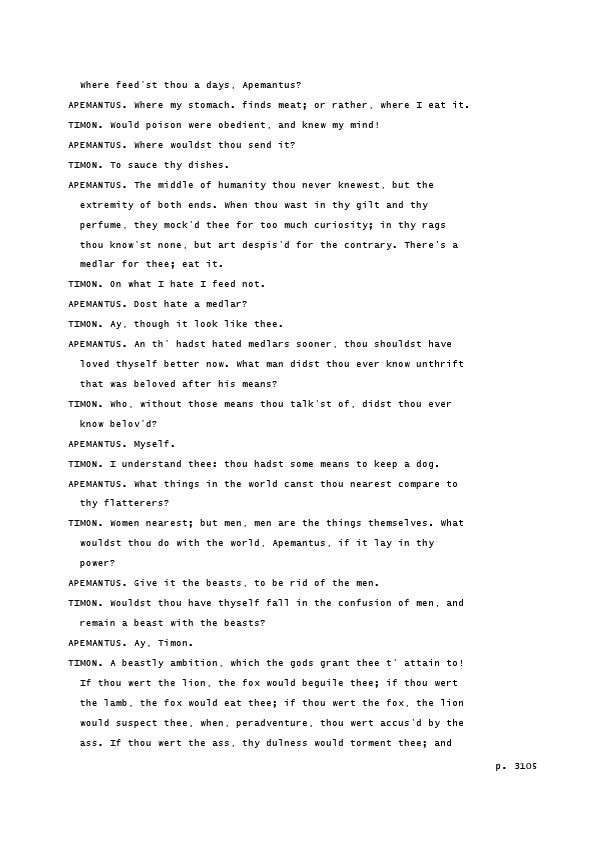 Where feed'st thou a days, Apemantus?
APEMANTUS. Where my stomach. finds meat; or rather, where I eat it.
TIMON. Would poison were obedient, and knew my mind!
APEMANTUS. Where wouldst thou send it?
TIMON. To sauce thy dishes.
APEMANTUS. The middle of humanity thou never knewest, but the
extremity of both ends. When thou wast in thy gilt and thy
perfume, they mock'd thee for too much curiosity; in thy rags
thou know'st none, but art despis'd for the contrary. There's a
medlar for thee; eat it.
TIMON. On what I hate I feed not.
APEMANTUS. Dost hate a medlar?
TIMON. Ay, though it look like thee.
APEMANTUS. An th' hadst hated medlars sooner, thou shouldst have
loved thyself better now. What man didst thou ever know unthrift
that was beloved after his means?
TIMON. Who, without those means thou talk'st of, didst thou ever
know belov'd?
APEMANTUS. Myself.
TIMON. I understand thee: thou hadst some means to keep a dog.
APEMANTUS. What things in the world canst thou nearest compare to
thy flatterers?
TIMON. Women nearest; but men, men are the things themselves. What
wouldst thou do with the world, Apemantus, if it lay in thy
power?
APEMANTUS. Give it the beasts, to be rid of the men.
TIMON. Wouldst thou have thyself fall in the confusion of men, and
remain a beast with the beasts?
APEMANTUS. Ay, Timon.
TIMON. A beastly ambition, which the gods grant thee t' attain to!
If thou wert the lion, the fox would beguile thee; if thou wert
the lamb, the fox would eat thee; if thou wert the fox, the lion
would suspect thee, when, peradventure, thou wert accus'd by the
ass. If thou wert the ass, thy dulness would torment thee; and
p. 3105